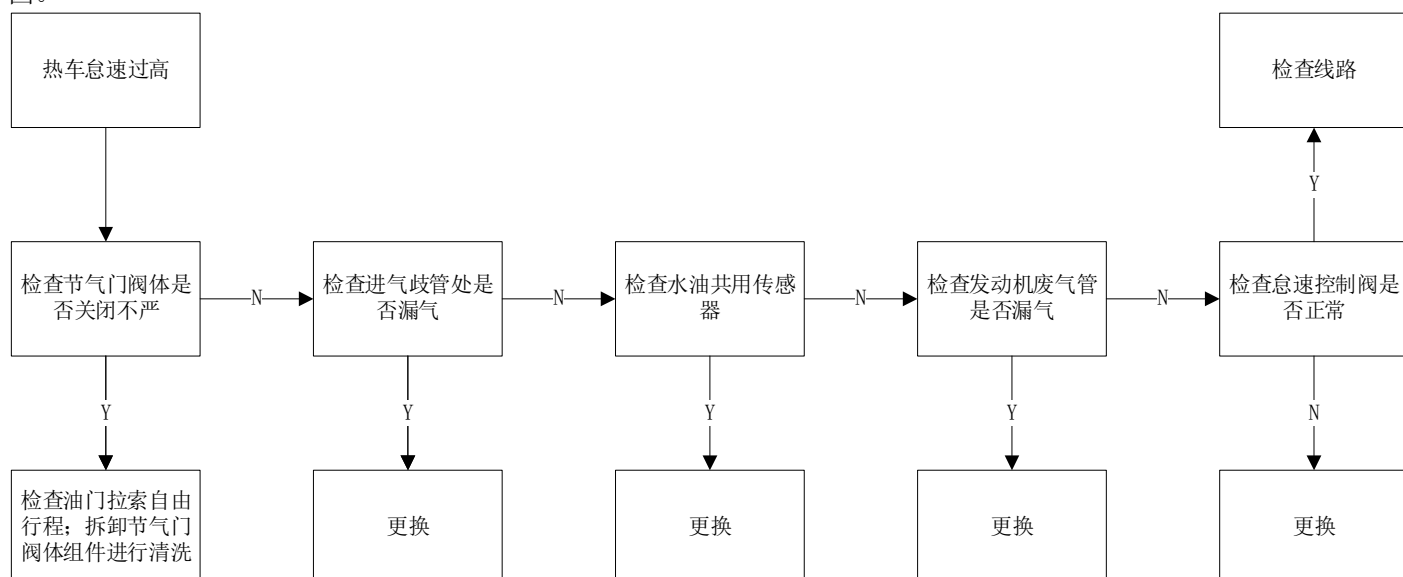 热车怠速过高
检查线路
Y
检查节气门阀体是
否关闭不严
N
检查进气歧管处是
否漏气
N
检查水油共用传感
器
N
检查发动机废气管
是否漏气
N
检查怠速控制阀是
否正常
Y
Y
Y
Y
N
检查油门拉索自由
行程；拆卸节气门
阀体组件进行清洗
更换
更换
更换
更换